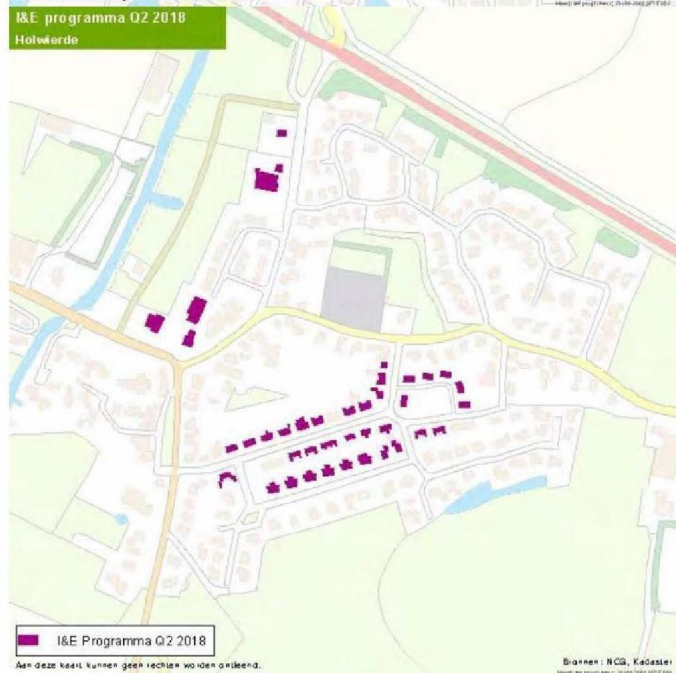 I&E programma Q2 2018
Holwierde
I&E Programma Q2 2018
Aan deze kaart kunnen geen rechten worden ontleend.
Bronnen: NCG, Kadaster